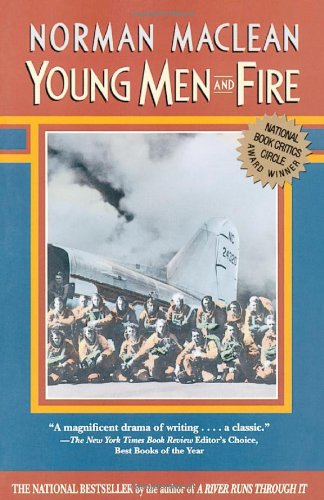 NORMAN MACLEAN
YOUNG MEN AND FIRE
NATIONAL
BOOK CRITICS
CIRCLE
AWARD WINNER
NC
24320
“A magnificent drama of writing . . . . a classic.”
—The New York Times Book Review Editor's Choice,
Best Books of the Year
THE NATIONAL BESTSELLER by the author of A RIVER RUNS THROUGH IT